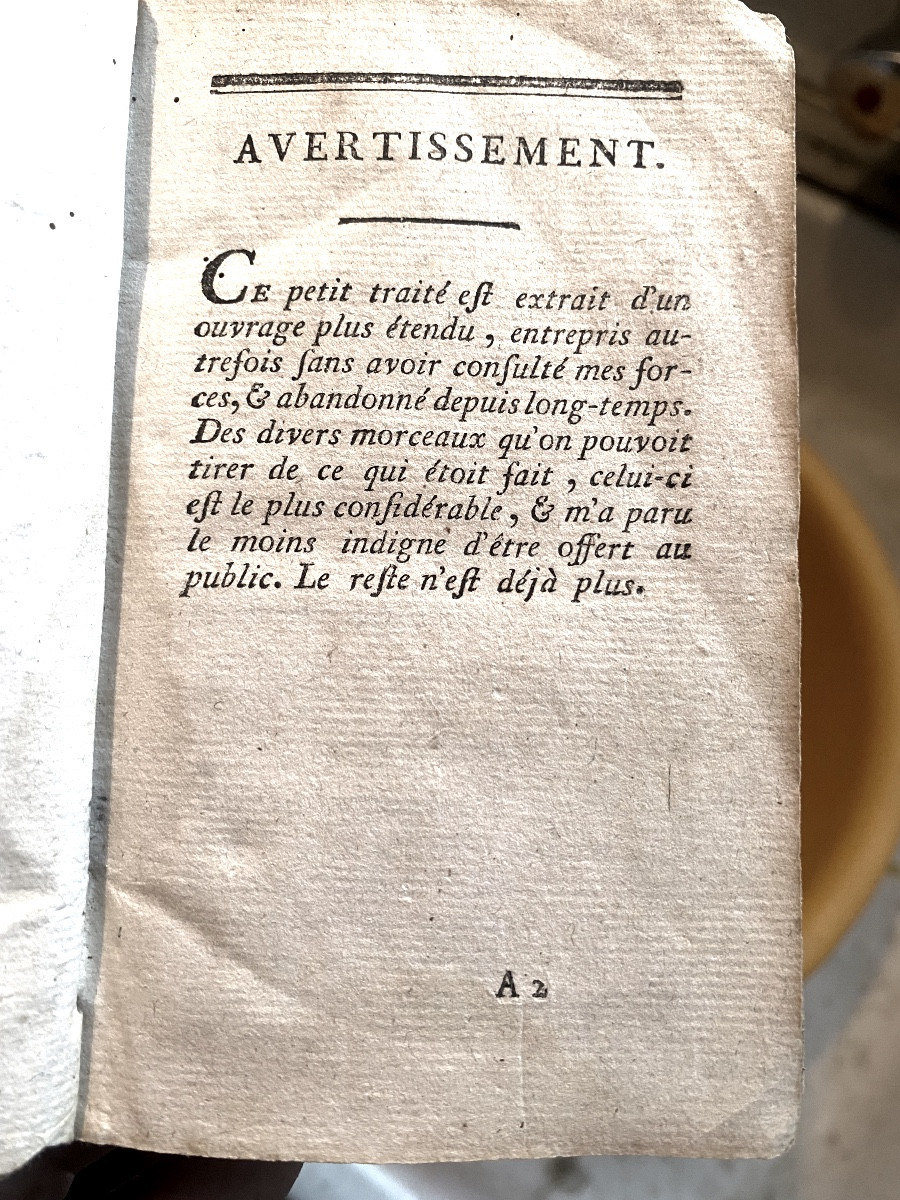 AVERTISSEMENT.
CE petit traité eſt extrait d'un
ouvrage plus étendu, entrepris au-
trefois ſans avoir conſulté mes for-
ces, & abandonné depuis long-temps.
Des divers morceaux qu'on pouvoit
tirer de ce qui étoit fait, celui-ci
eſt le plus conſidérable, & m'a paru
le moins indigne d'être offert au
public. Le reſte n'eſt déjà plus.
A 2